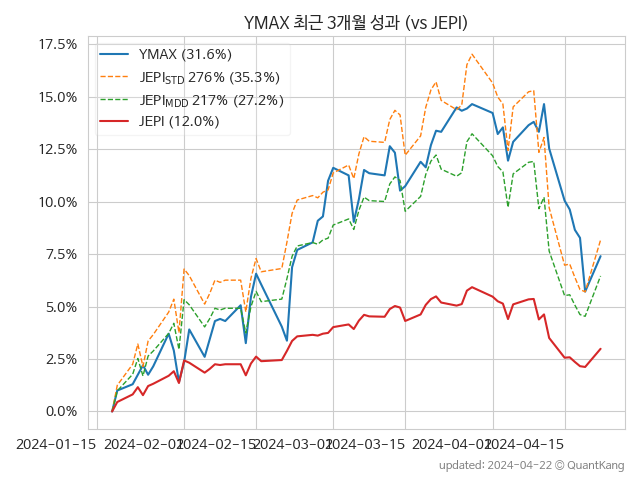 YMAX 최근 3개월 성과 (vs JEPI)
17.5%
15.0%
12.5%
10.0%
7.5%
5.0%
2.5%
0.0%
YMAX (31.6%)
JEPI_STD 276% (35.3%)
JEPI_MDD 217% (27.2%)
JEPI (12.0%)
2024-01-15 2024-02-01 2024-02-15 2024-03-01 2024-03-15 2024-04-01 2024-04-15
updated: 2024-04-22 © QuantKang